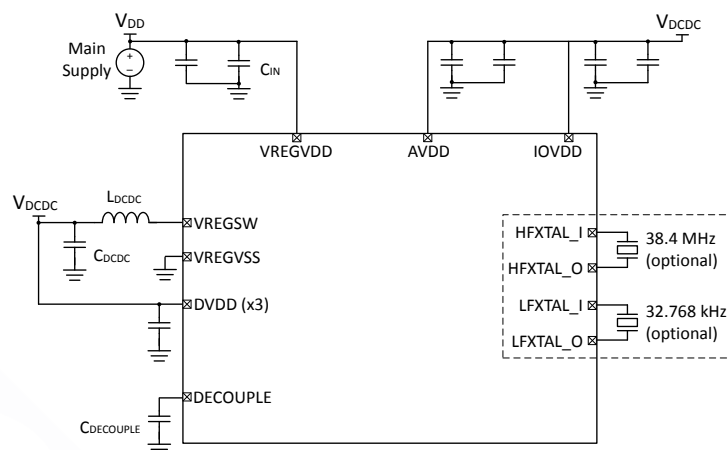 VDD
VDCDC
Main
Supply
+
–
CIN
VREGVDD
AVDD
IOVDD
VDCDC
LDCDC
VREGSW
CDCDC
VREGVSS
DVDD (x3)
DECOUPLE
CDECOUPLE
HFXTAL_I
38.4 MHz
(optional)
HFXTAL_O
LFXTAL_I
32.768 kHz
(optional)
LFXTAL_O